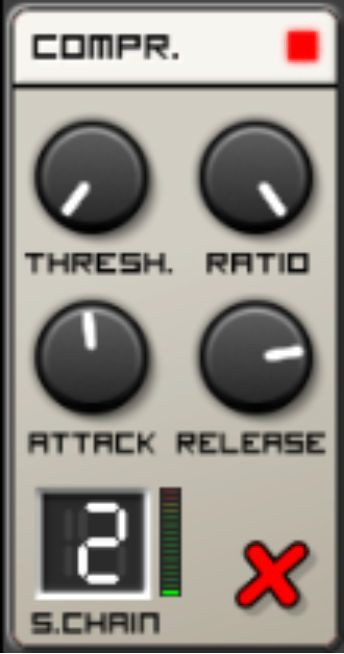 COMPR.
THRESH. RATIO
ATTACK RELEASE
2
S.CHAIN